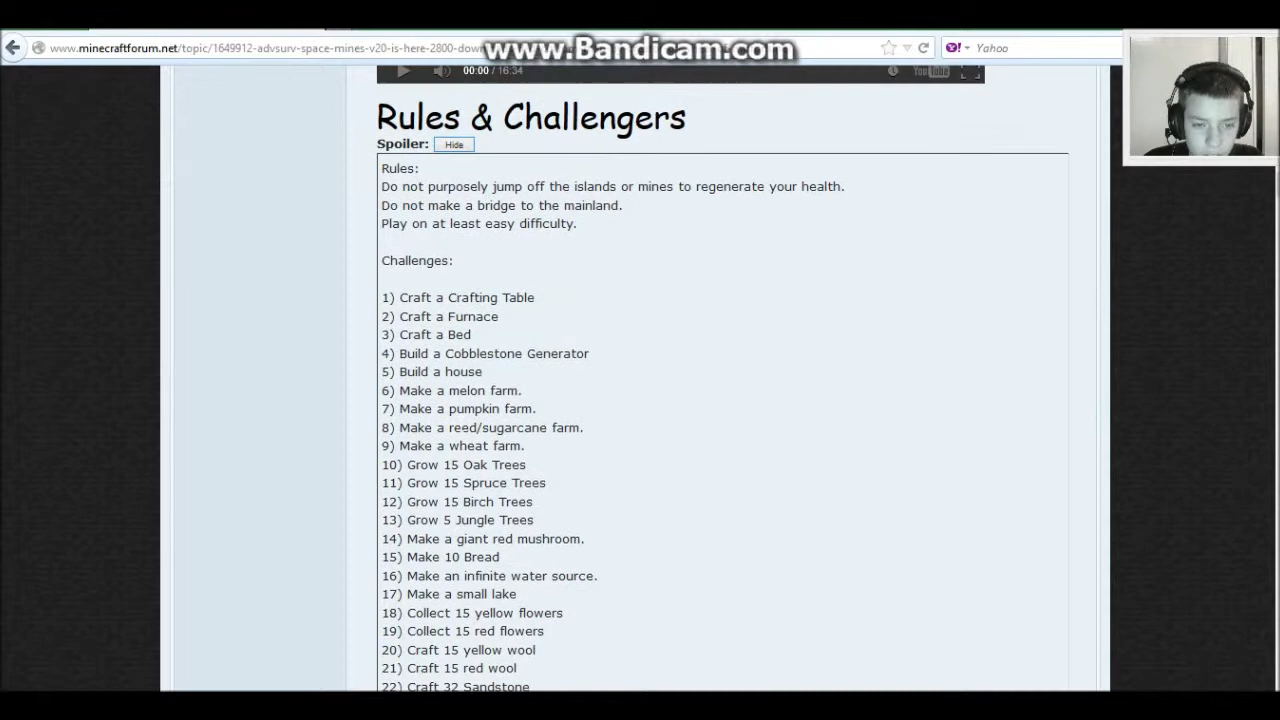 www.minecraftforum.net/topic/1649912-advsurv-space-mines-v20-is-here-2800-dow
www.Bandicam.com
Yahoo
00:00 / 16:34
YouTube
Rules & Challengers
Spoiler: Hide
Rules:
Do not purposely jump off the islands or mines to regenerate your health.
Do not make a bridge to the mainland.
Play on at least easy difficulty.
Challenges:
1) Craft a Crafting Table
2) Craft a Furnace
3) Craft a Bed
4) Build a Cobblestone Generator
5) Build a house
6) Make a melon farm.
7) Make a pumpkin farm.
8) Make a reed/sugarcane farm.
9) Make a wheat farm.
10) Grow 15 Oak Trees
11) Grow 15 Spruce Trees
12) Grow 15 Birch Trees
13) Grow 5 Jungle Trees
14) Make a giant red mushroom.
15) Make 10 Bread
16) Make an infinite water source.
17) Make a small lake
18) Collect 15 yellow flowers
19) Collect 15 red flowers
20) Craft 15 yellow wool
21) Craft 15 red wool
22) Craft 32 Sandstone